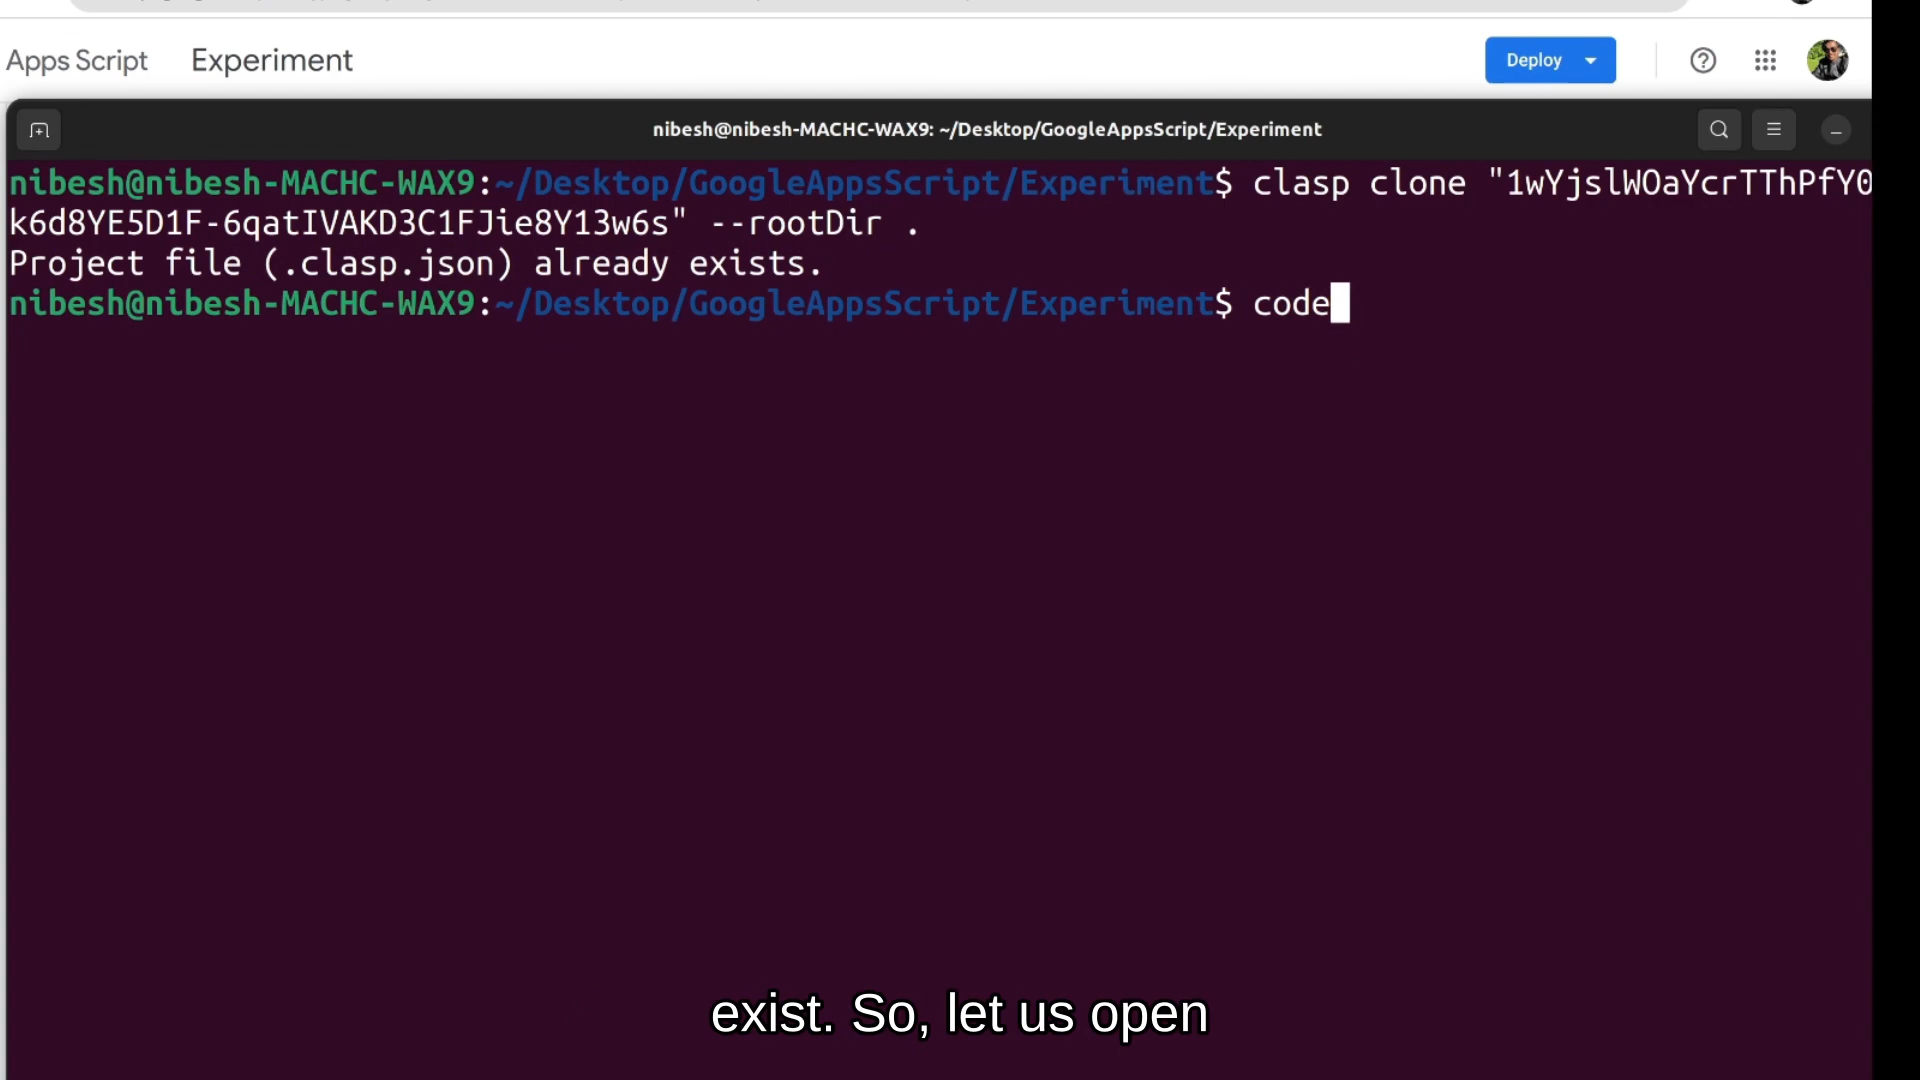 Apps Script Experiment Deploy
nibesh@nibesh-MACHC-WAX9: ~/Desktop/GoogleAppsScript/Experiment
nibesh@nibesh-MACHC-WAX9:~/Desktop/GoogleAppsScript/Experiment$ clasp clone "1wYjslWOaYcrTThPfY0
k6d8YE5D1F-6qatIVAKD3C1FJie8Y13w6s" --rootDir .
Project file (.clasp.json) already exists.
nibesh@nibesh-MACHC-WAX9:~/Desktop/GoogleAppsScript/Experiment$ code
exist. So, let us open